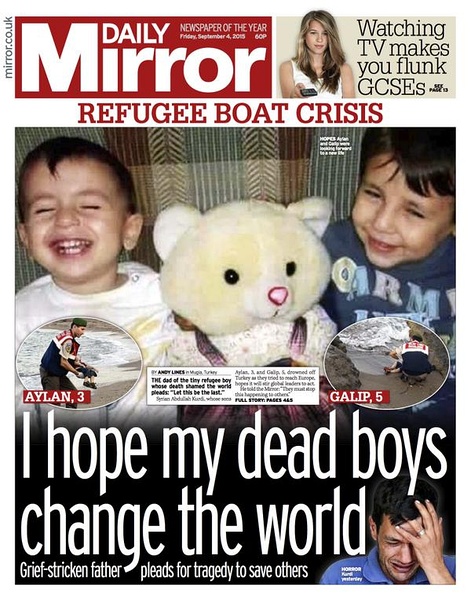 mirror.co.uk
DAILY
Mirror
NEWSPAPER OF THE YEAR
Friday, September 4, 2015 60P
Watching
TV makes
you flunk
GCSEs SEE
PAGE 13
REFUGEE BOAT CRISIS
HOPES Aylan
and Galip were
looking forward
to a new life
AYLAN, 3
BY ANDY LINES in Mugla, Turkey
THE dad of the tiny refugee boy
whose death shamed the world
pleads: "Let this be the last."
Syrian Abdullah Kurdi, whose sons
Aylan, 3, and Galip, 5, drowned off
Turkey as they tried to reach Europe,
hopes it will stir global leaders to act.
He told the Mirror: "They must stop
this happening to others."
FULL STORY: PAGES 4&5
GALIP, 5
I hope my dead boys
change the world
Grief-stricken father pleads for tragedy to save others
HORROR
Kurdi
yesterday